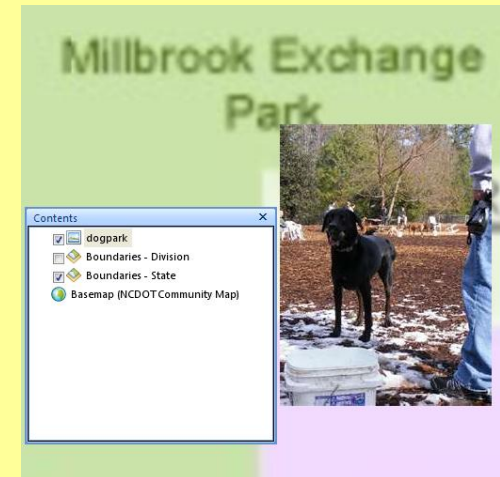 Millbrook Exchange
Park
Contents
dogpark
Boundaries - Division
Boundaries - State
Basemap (NCDOT Community Map)